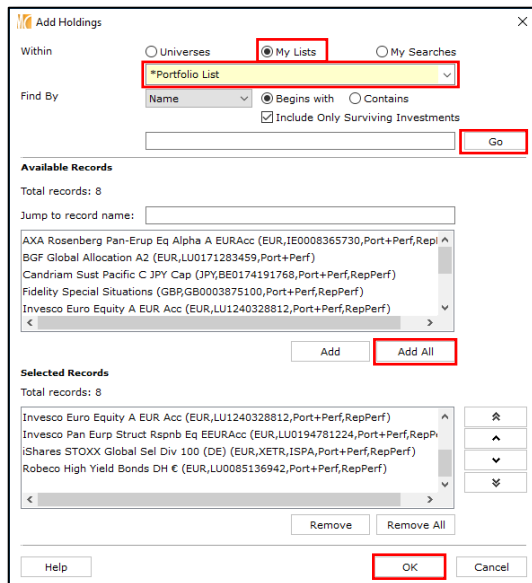 Add Holdings
Within
Universes
My Lists
My Searches
*Portfolio List
Find By
Name
Begins with
Contains
Include Only Surviving Investments
Go
Available Records
Total records: 8
Jump to record name:
AXA Rosenberg Pan-Erup Eq Alpha A EURAcc (EUR,IE0008365730,Port+Perf,RepI
BGF Global Allocation A2 (EUR,LU0171283459,Port+Perf)
Candriam Sust Pacific C JPY Cap (JPY,BE0174191768,Port+Perf,RepPerf)
Fidelity Special Situations (GBP,GB0003875100,Port+Perf,RepPerf)
Invesco Euro Equity A EUR Acc (EUR,LU1240328812,Port+Perf,RepPerf)
Add
Add All
Selected Records
Total records: 8
Invesco Euro Equity A EUR Acc (EUR,LU1240328812,Port+Perf,RepPerf)
Invesco Pan Eurp Struct Rspnb Eq EEURAcc (EUR,LU0194781224,Port+Perf,RepP
iShares STOXX Global Sel Div 100 (DE) (EUR,XETR,ISPA,Port+Perf,RepPerf)
Robeco High Yield Bonds DH € (EUR,LU0085136942,Port+Perf,RepPerf)
Remove
Remove All
Help
OK
Cancel